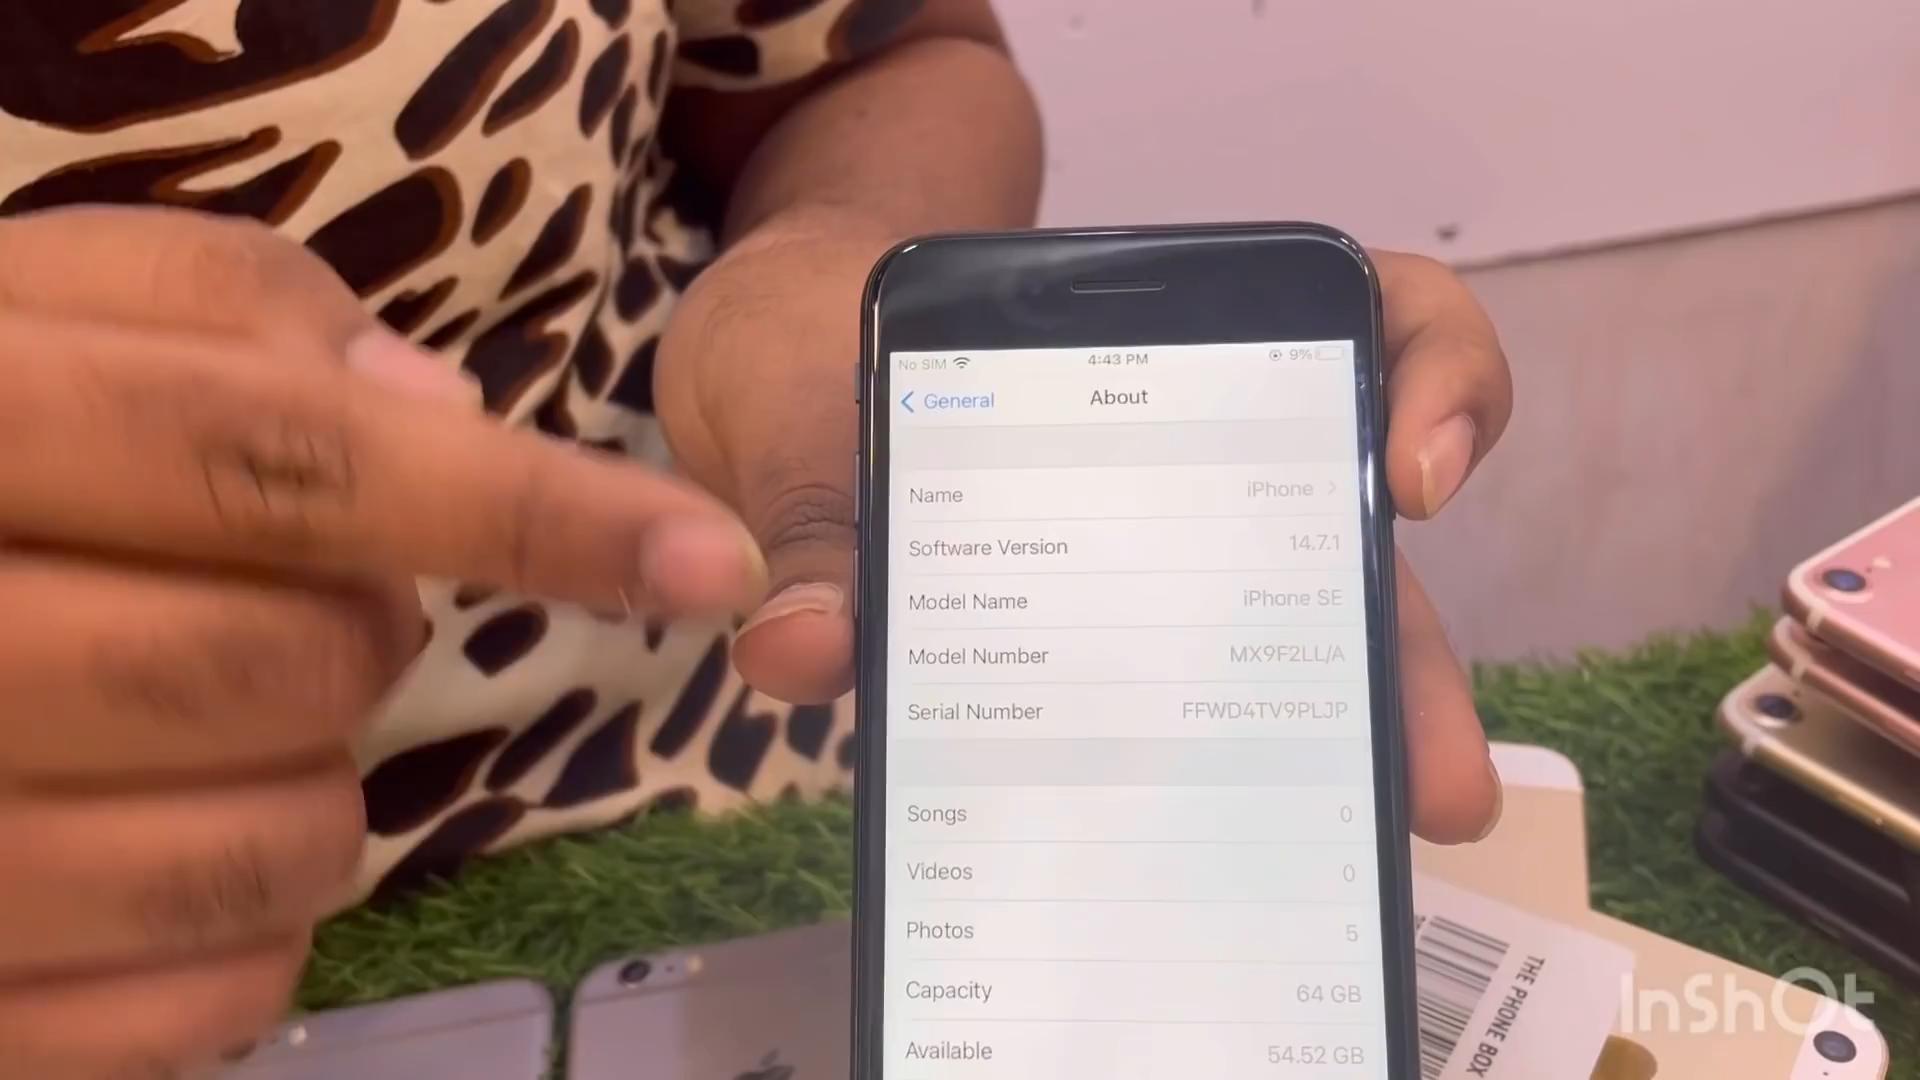 No SIM 4:43 PM 9%
General About
Name iPhone
Software Version 14.7.1
Model Name iPhone SE
Model Number MX9F2LL/A
Serial Number FFWD4TV9PLJP
Songs 0
Videos 0
Photos 5
Capacity 64 GB
Available 54.52 GB
THE PHONE BOX
InShOt